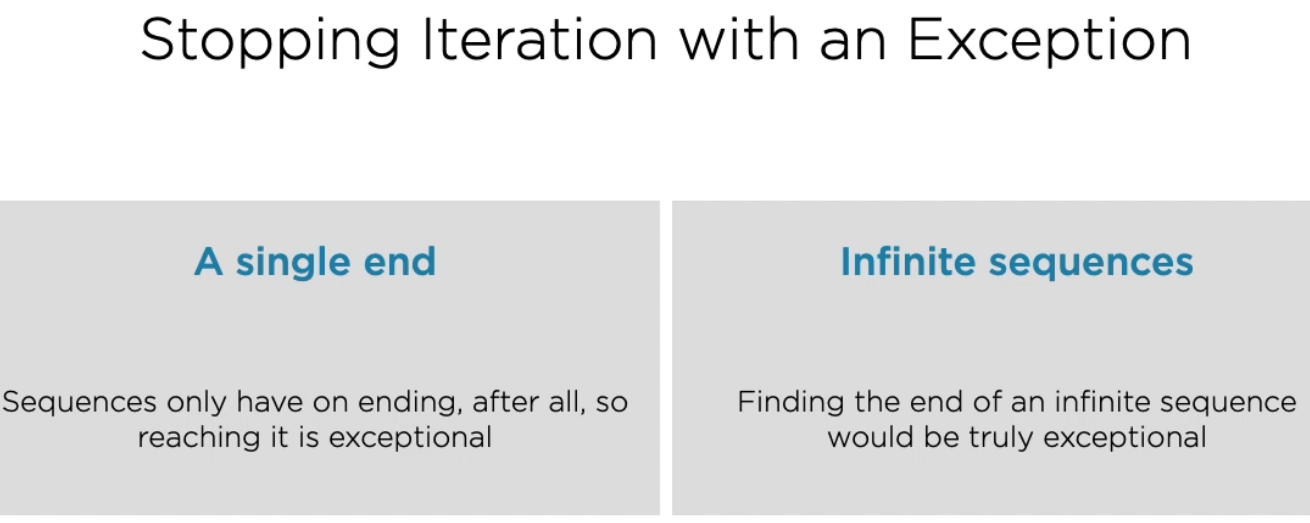 Stopping Iteration with an Exception
A single end
Sequences only have on ending, after all, so
reaching it is exceptional
Infinite sequences
Finding the end of an infinite sequence
would be truly exceptional